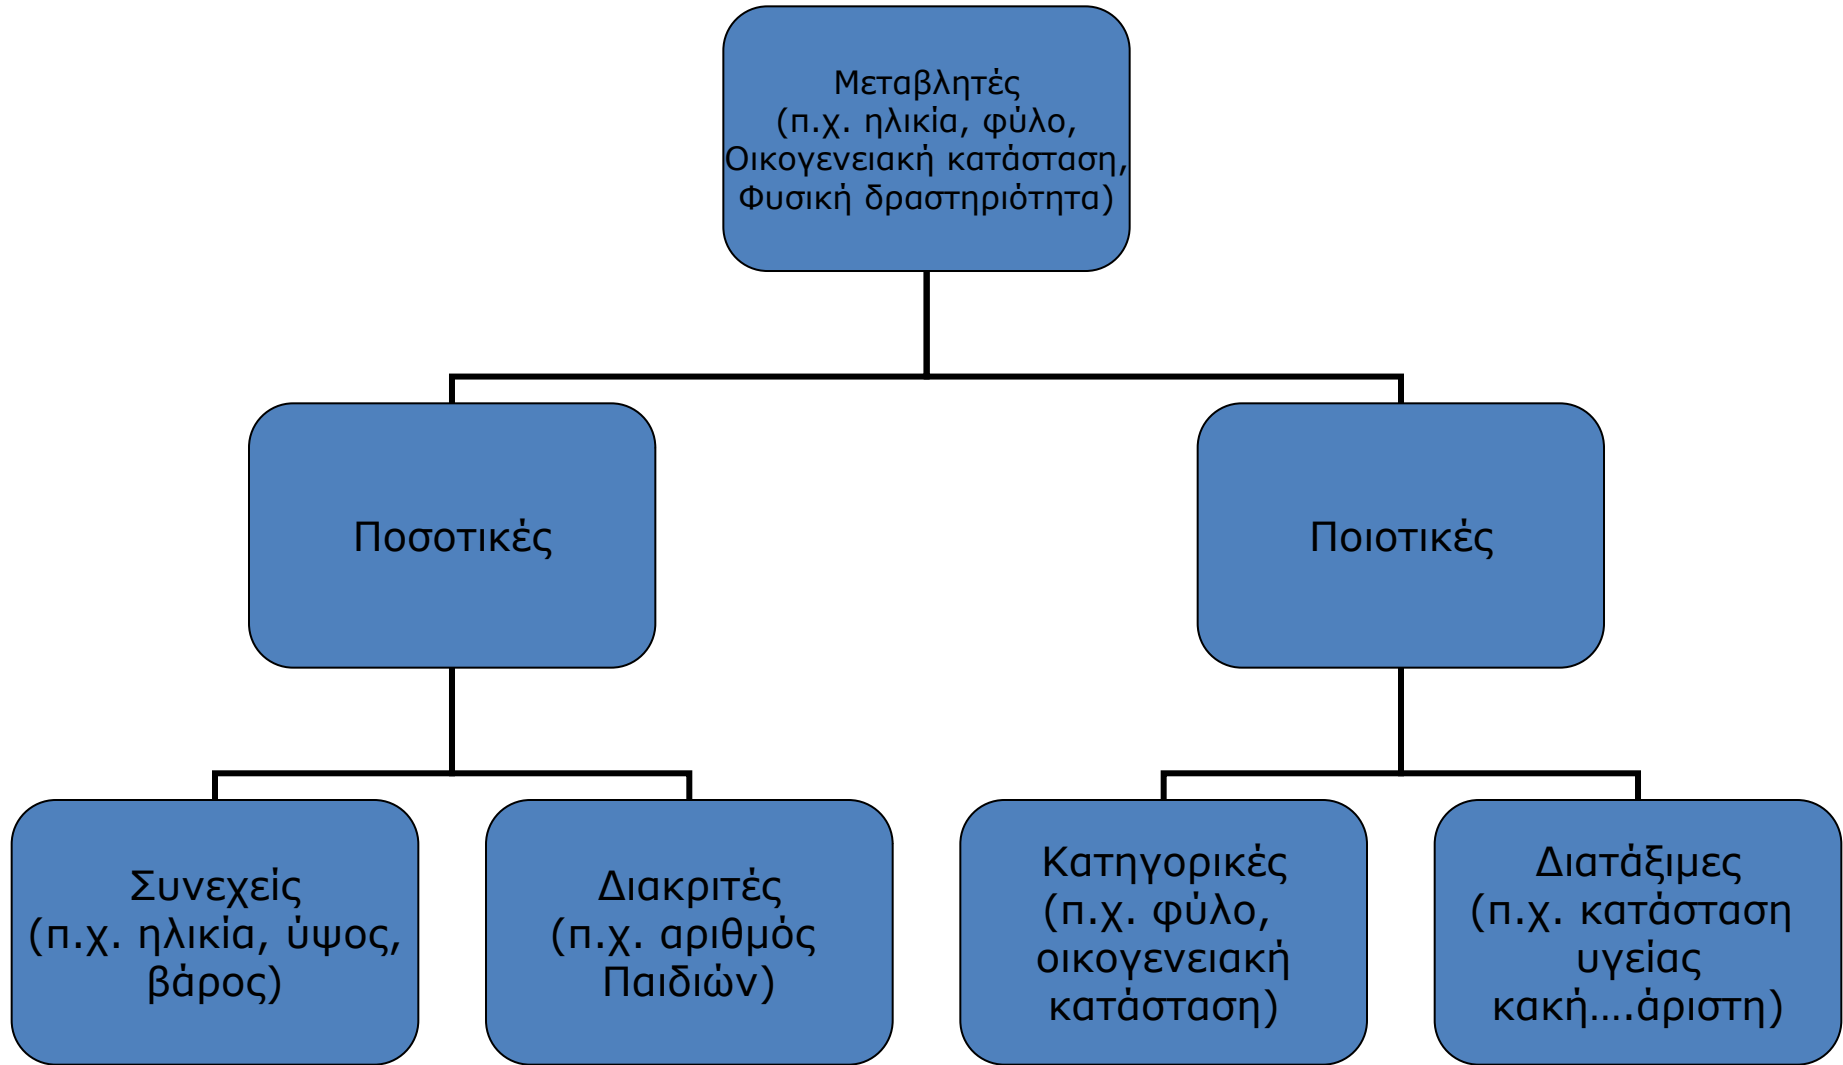 Μεταβλητές
(π.χ. ηλικία, φύλο,
Οικογενειακή κατάσταση,
Φυσική δραστηριότητα)
Ποσοτικές
Ποιοτικές
Συνεχείς
(π.χ. ηλικία, ύψος,
βάρος)
Διακριτές
(π.χ. αριθμός
Παιδιών)
Κατηγορικές
(π.χ. φύλο,
οικογενειακή
κατάσταση)
Διατάξιμες
(π.χ. κατάσταση
υγείας
κακή….άριστη)